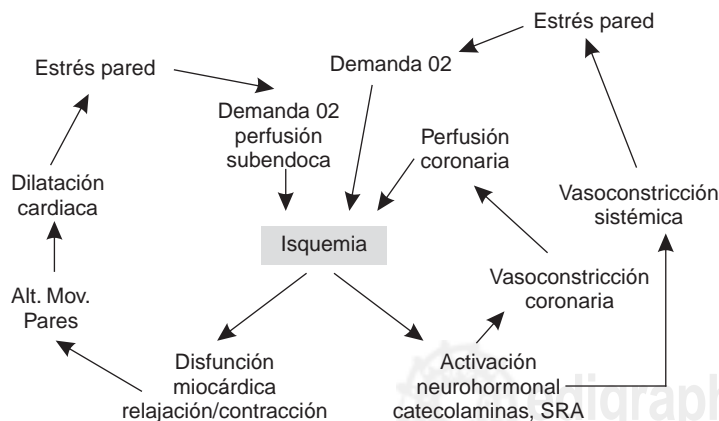 Estrés pared
Estrés pared
Demanda 02
Demanda 02
perfusión
subendoca
Perfusión
coronaria
Dilatación
cardiaca
Vasoconstricción
sistémica
Isquemia
Alt. Mov.
Pares
Vasoconstricción
coronaria
Disfunción
miocárdica
relajación/contracción
Activación
neurohormonal
catecolaminas, SRA
edigraph